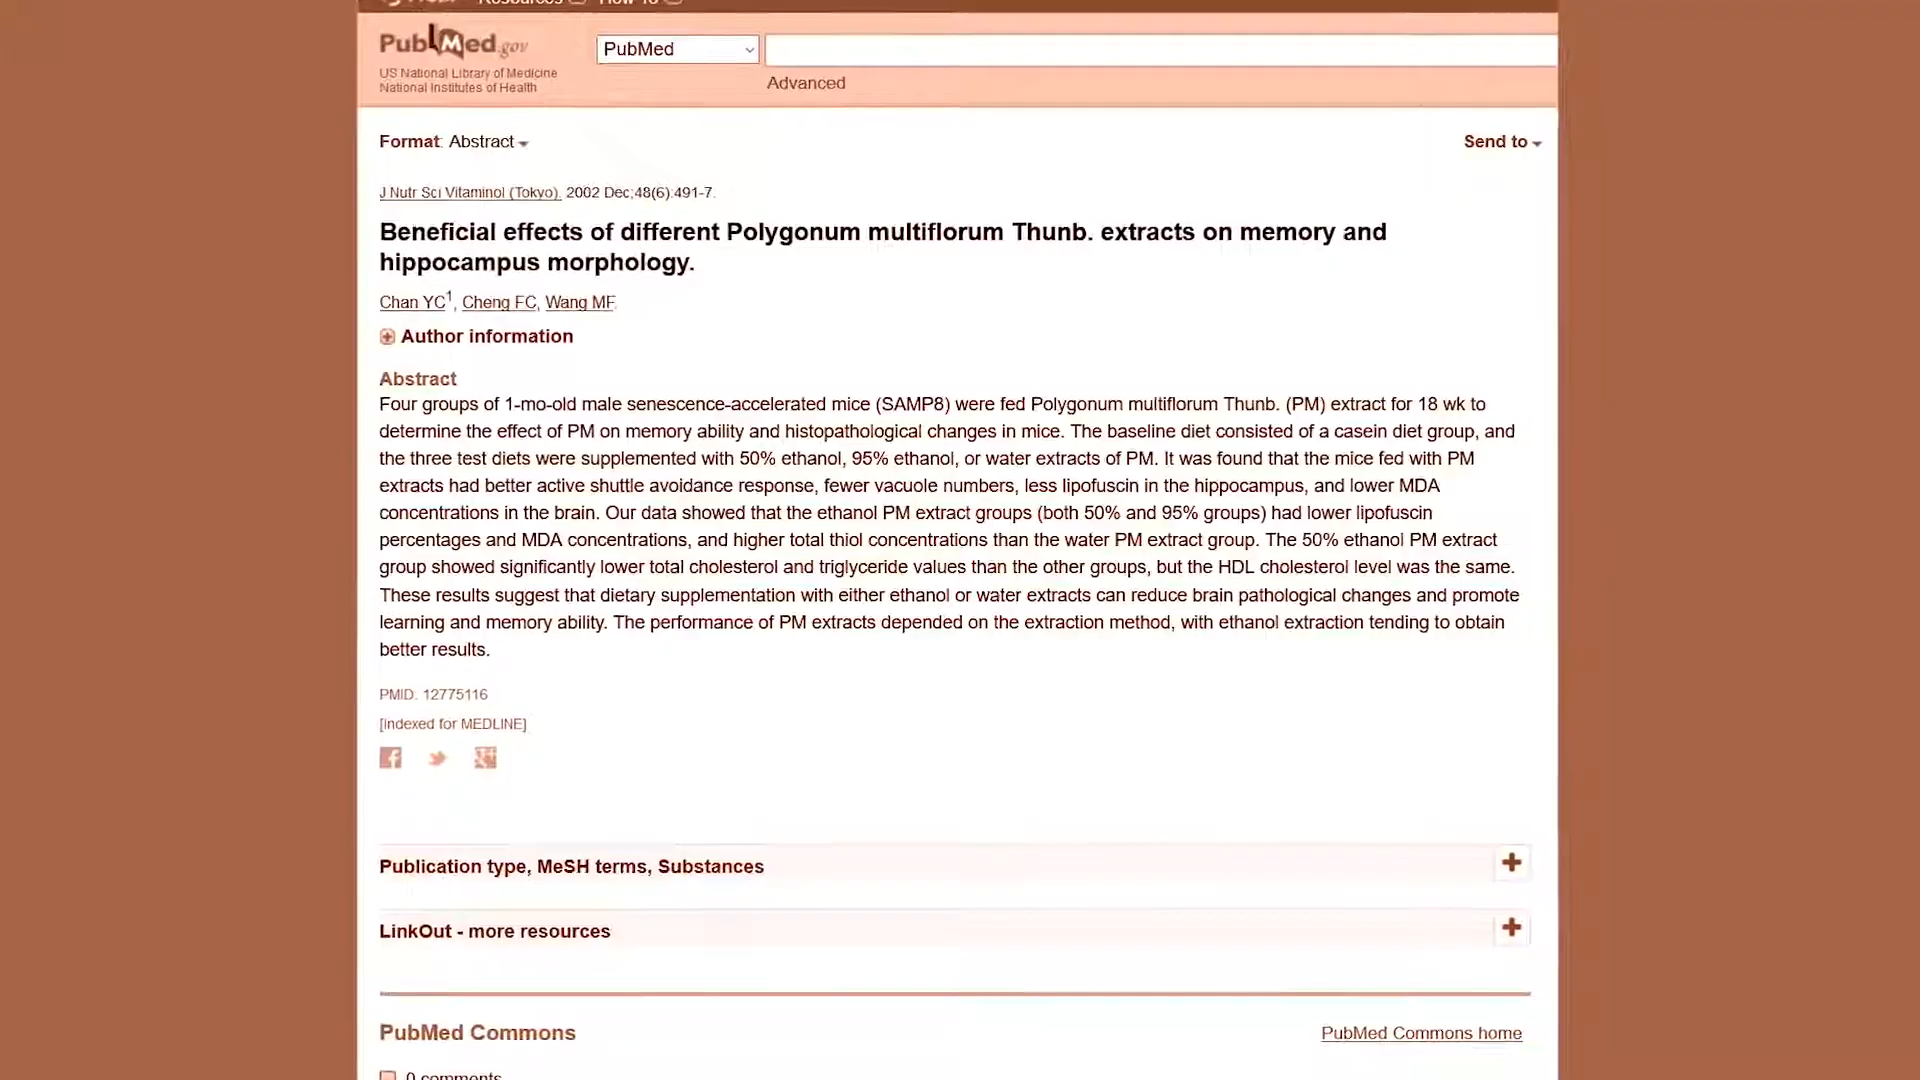 Resources How To
PubMed.gov
US National Library of Medicine
National Institutes of Health
PubMed
Advanced
Format: Abstract
Send to
J Nutr Sci Vitaminol (Tokyo). 2002 Dec;48(6):491-7.
Beneficial effects of different Polygonum multiflorum Thunb. extracts on memory and
hippocampus morphology.
Chan YC1, Cheng FC, Wang MF.
Author information
Abstract
Four groups of 1-mo-old male senescence-accelerated mice (SAMP8) were fed Polygonum multiflorum Thunb. (PM) extract for 18 wk to
determine the effect of PM on memory ability and histopathological changes in mice. The baseline diet consisted of a casein diet group, and
the three test diets were supplemented with 50% ethanol, 95% ethanol, or water extracts of PM. It was found that the mice fed with PM
extracts had better active shuttle avoidance response, fewer vacuole numbers, less lipofuscin in the hippocampus, and lower MDA
concentrations in the brain. Our data showed that the ethanol PM extract groups (both 50% and 95% groups) had lower lipofuscin
percentages and MDA concentrations, and higher total thiol concentrations than the water PM extract group. The 50% ethanol PM extract
group showed significantly lower total cholesterol and triglyceride values than the other groups, but the HDL cholesterol level was the same.
These results suggest that dietary supplementation with either ethanol or water extracts can reduce brain pathological changes and promote
learning and memory ability. The performance of PM extracts depended on the extraction method, with ethanol extraction tending to obtain
better results.
PMID: 12775116
[Indexed for MEDLINE]
Publication type, MeSH terms, Substances
LinkOut - more resources
PubMed Commons
PubMed Commons home
0 comments